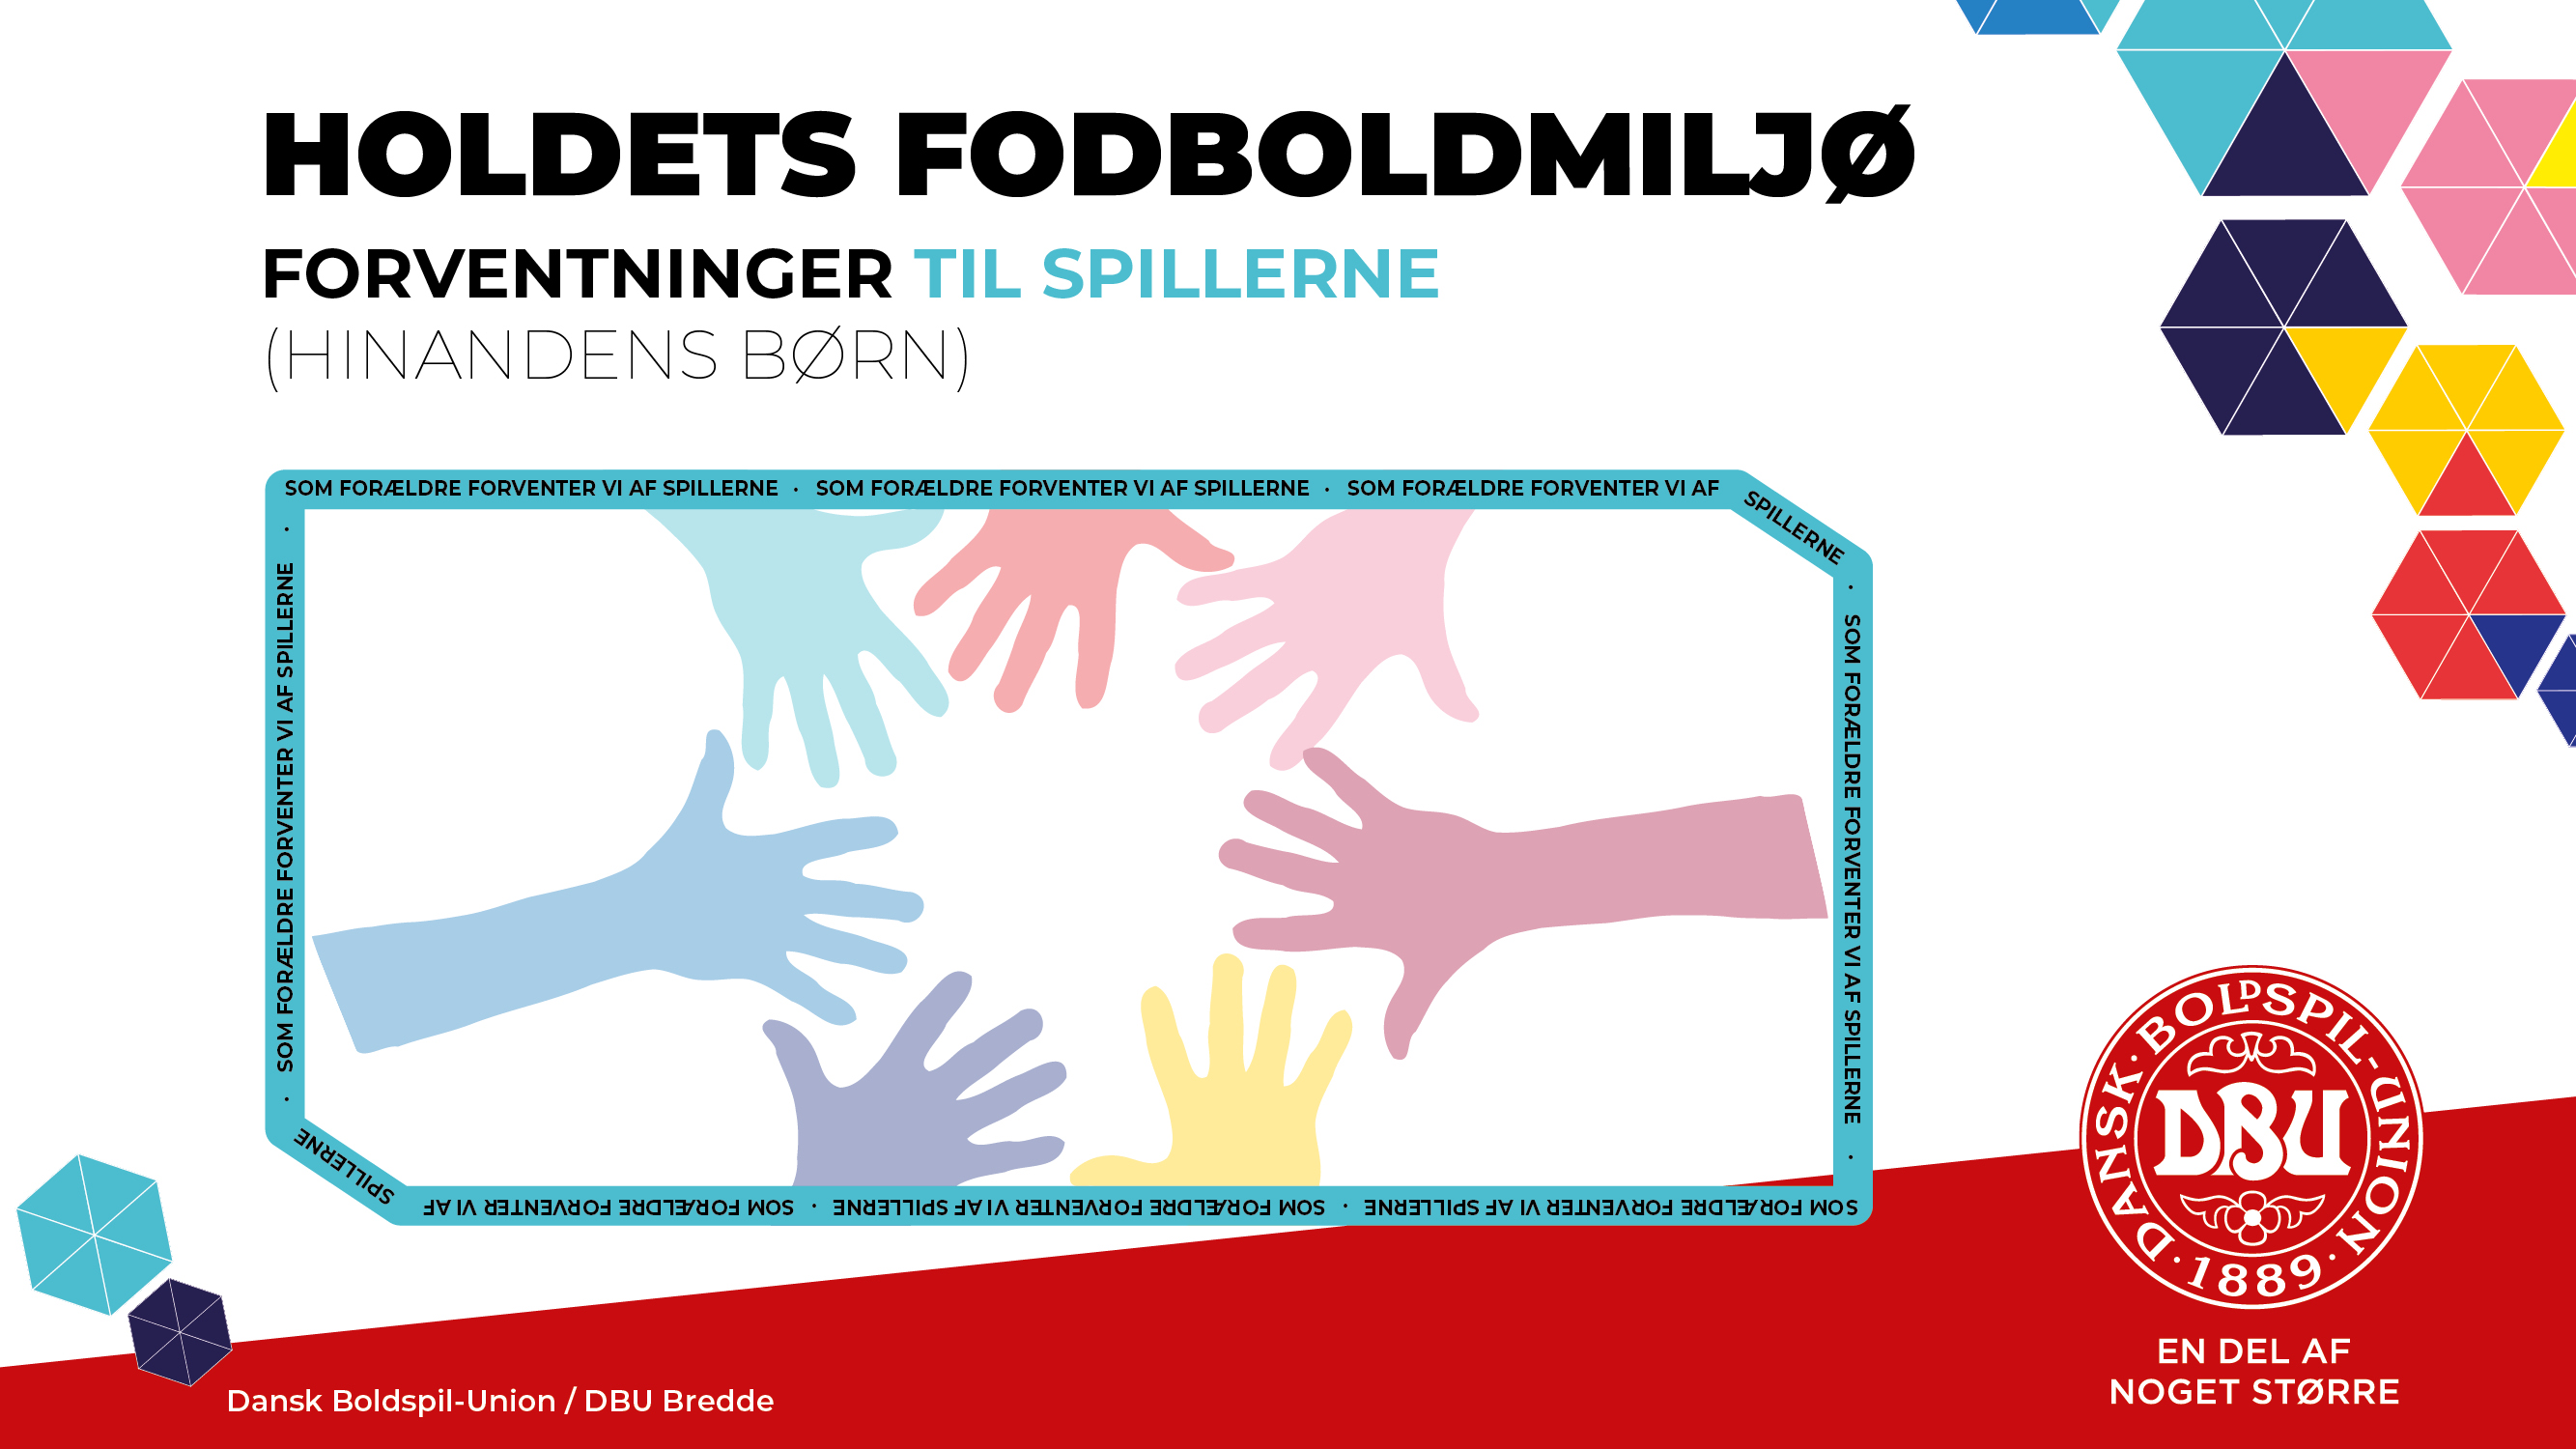 HOLDETS FODBOLDMILJØ
FORVENTNINGER TIL SPILLERNE
(HINANDENS BØRN)
SOM FORÆLDRE FORVENTER VI AF SPILLERNE · SOM FORÆLDRE FORVENTER VI AF SPILLERNE · SOM FORÆLDRE FORVENTER VI AF
SPILLERNE
· SOM FORÆLDRE FORVENTER VI AF SPILLERNE ·
SOM FORÆLDRE FORVENTER VI AF SPILLERNE · SOM FORÆLDRE FORVENTER VI AF SPILLERNE · SOM FORÆLDRE FORVENTER VI AF
SPILLERNE
· SOM FORÆLDRE FORVENTER VI AF SPILLERNE ·
DANSK · BOLDSPIL-UNION
DBU
· 1889 ·
EN DEL AF
NOGET STØRRE
Dansk Boldspil-Union / DBU Bredde